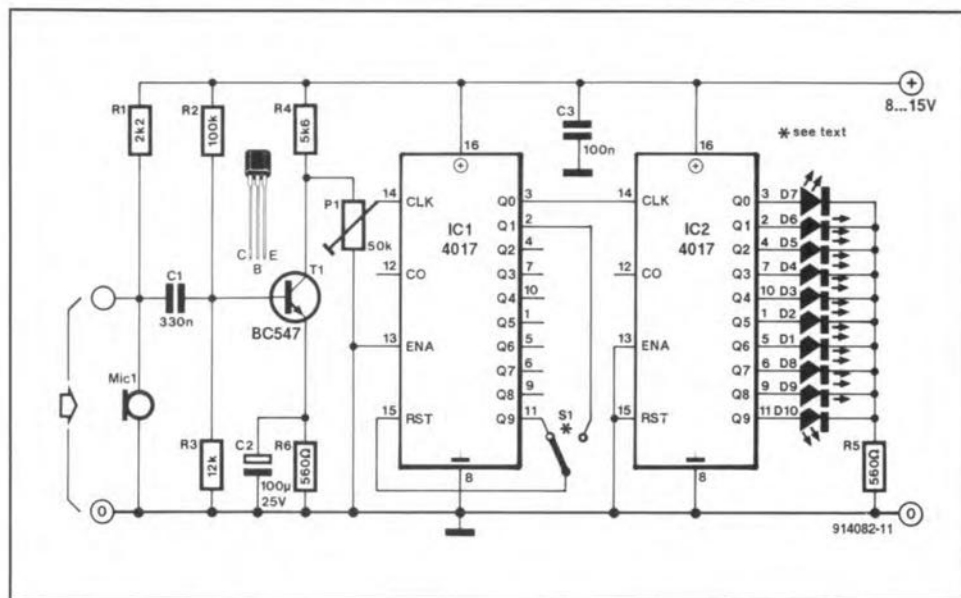 R1
2k2
R2
100k
R4
5k6
C3
100n
8...15V
* see text
16
16
P1
50k
14
CLK
Q0
3
14
CLK
Q0
3
D7
IC1
4017
Q1
2
IC2
4017
Q1
2
D6
Q2
4
Q2
4
D5
C
B
E
T1
12
CO
Q3
7
12
CO
Q3
7
D4
C1
330n
BC547
Q4
10
Q4
10
D3
Q5
1
Q5
1
D2
13
ENA
Q6
5
13
ENA
Q6
5
D1
Mic1
Q7
6
Q7
6
D8
Q8
9
Q8
9
D9
15
RST
Q9
11
S1
*
15
RST
Q9
11
D10
R3
12k
C2
100µ
25V
R6
560Ω
8
8
R5
560Ω
0
0
914082-11